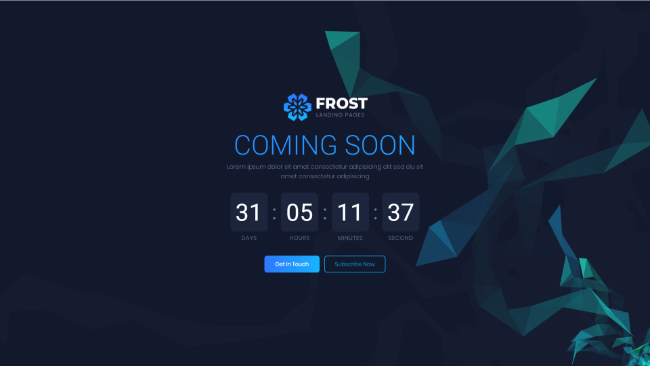 FROST
LANDING PAGES
COMING SOON
Lorem ipsum dolor sit amet consectetur adipisicing elit sed eiu sit
amet consectetur adipisicing
31 : 05 : 11 : 37
DAYS HOURS MINUTES SECOND
Get In Touch Subscribe Now